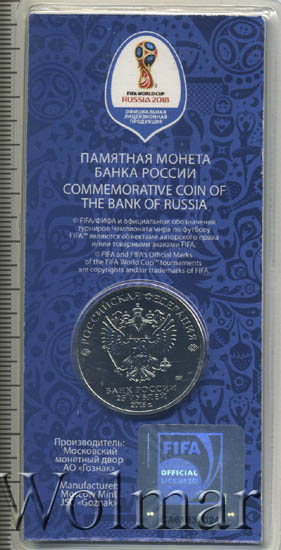 FIFA WORLD CUP
RUSSIA 2018
ОФИЦИАЛЬНАЯ
ЛИЦЕНЗИОННАЯ
ПРОДУКЦИЯ
ПАМЯТНАЯ МОНЕТА
БАНКА РОССИИ
COMMEMORATIVE COIN OF
THE BANK OF RUSSIA
© FIFA/ФИФА и официальные обозначения
турниров Чемпионата мира по футболу
FIFA™ являются объектами авторского права
и/или товарными знаками FIFA.
© FIFA and FIFA's Official Marks
of the FIFA World Cup™ tournaments
are copyrights and/or trademarks of FIFA.
РОССИЙСКАЯ ФЕДЕРАЦИЯ
БАНК РОССИИ
25 РУБЛЕЙ
2018 г.
Производитель:
Московский
монетный двор
АО «Гознак»
Manufacturer:
Moscow Mint
JSC «Goznak»
FIFA
OFFICIAL
LICENSED
Wolmar